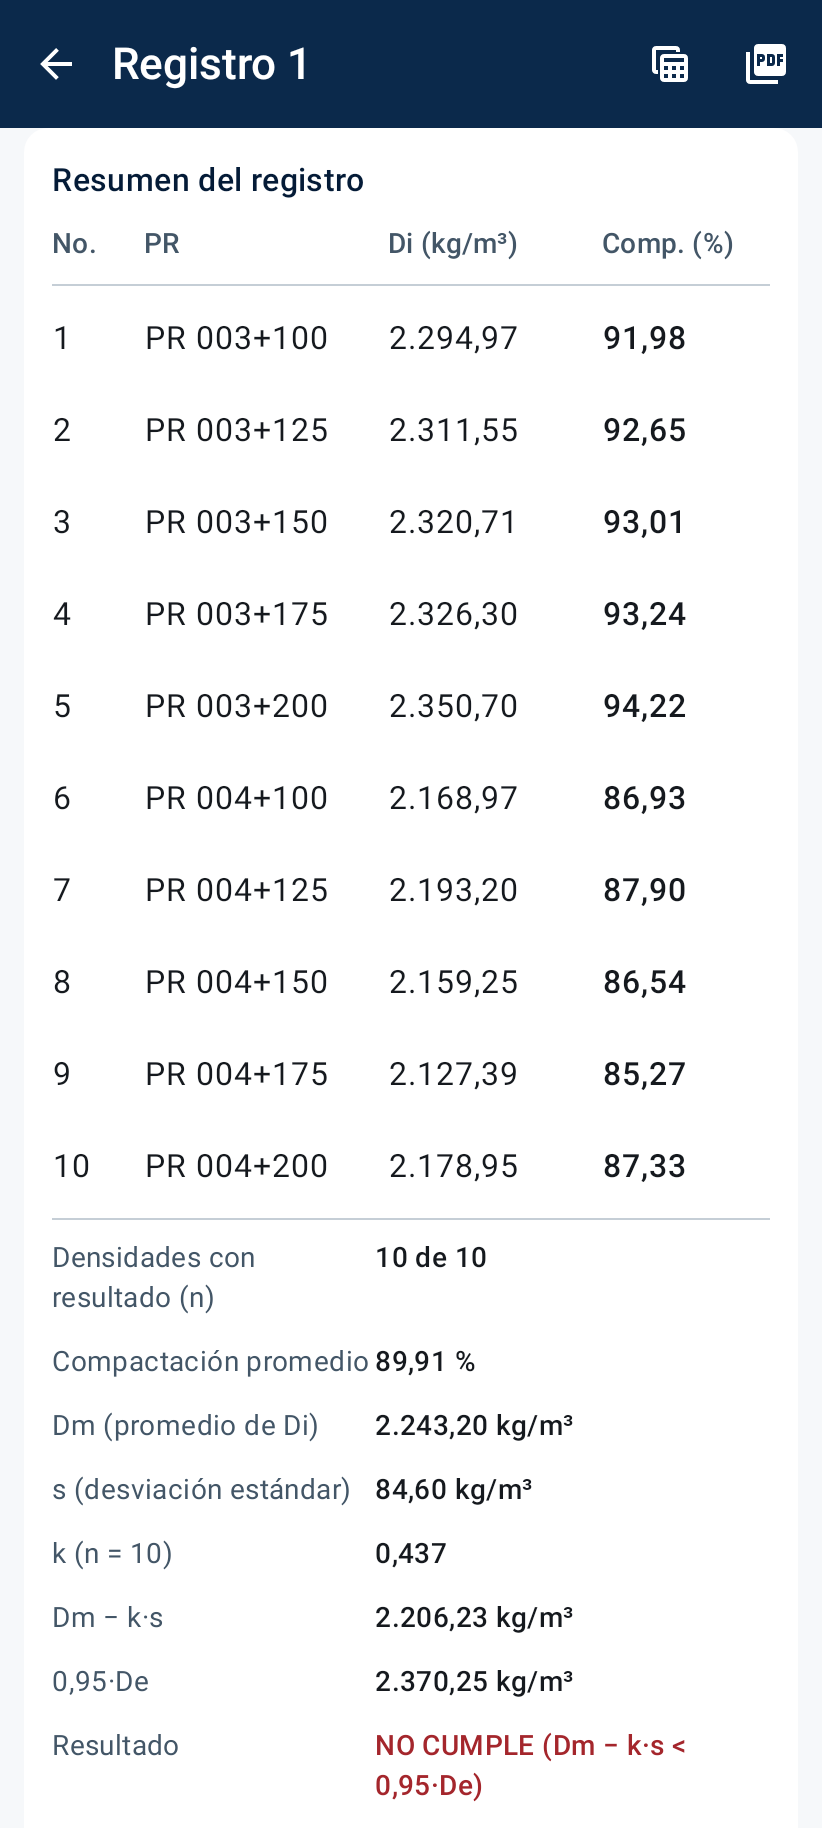 Registro 1
PDF
Resumen del registro
No. PR Di (kg/m³) Comp. (%)
1 PR 003+100 2.294,97 91,98
2 PR 003+125 2.311,55 92,65
3 PR 003+150 2.320,71 93,01
4 PR 003+175 2.326,30 93,24
5 PR 003+200 2.350,70 94,22
6 PR 004+100 2.168,97 86,93
7 PR 004+125 2.193,20 87,90
8 PR 004+150 2.159,25 86,54
9 PR 004+175 2.127,39 85,27
10 PR 004+200 2.178,95 87,33
Densidades con 10 de 10
resultado (n)
Compactación promedio 89,91 %
Dm (promedio de Di) 2.243,20 kg/m³
s (desviación estándar) 84,60 kg/m³
k (n = 10) 0,437
Dm − k·s 2.206,23 kg/m³
0,95·De 2.370,25 kg/m³
Resultado NO CUMPLE (Dm − k·s <
0,95·De)